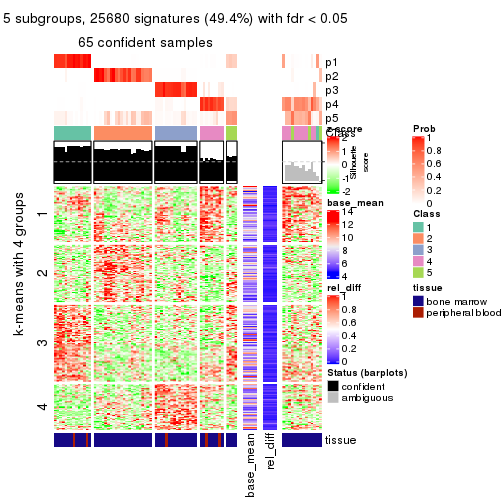 5 subgroups, 25680 signatures (49.4%) with fdr < 0.05
65 confident samples
p1
p2
p3
p4
p5
Class
Silhouette
score
k-means with 4 groups
1
2
3
4
base_mean
rel_diff
tissue
z-score
2
1
0
-1
-2
base_mean
14
12
10
8
6
4
rel_diff
1
0.8
0.6
0.4
0.2
0
Status (barplots)
confident
ambiguous
Prob
1
0.8
0.6
0.4
0.2
0
Class
1
2
3
4
5
tissue
bone marrow
peripheral blood